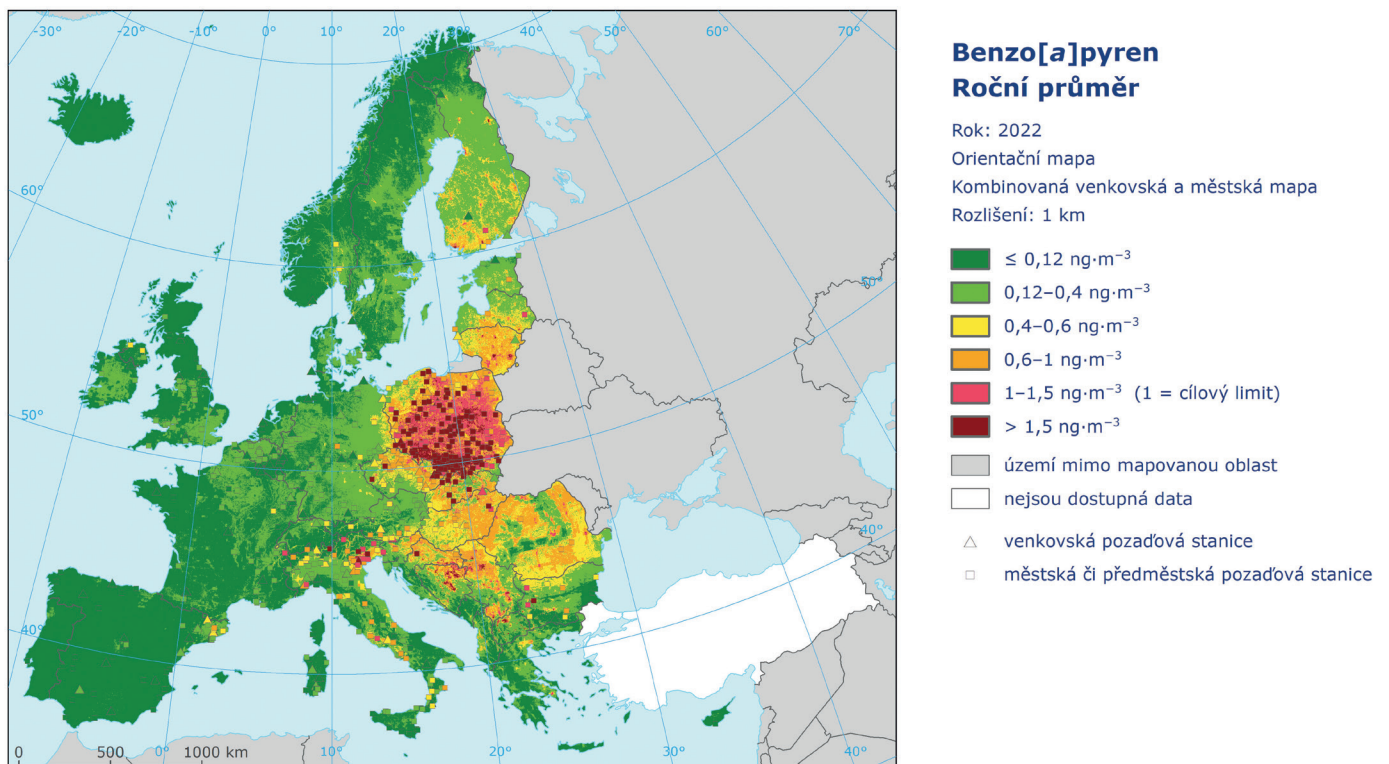 -30°
-20°
-10°
0°
10°
20°
30°
40°
50°
60°
70°
60°
50°
50°
40°
40°
0
500
0°
1000 km
10°
20°
30°
40°
Benzo[a]pyren
Roční průměr
Rok: 2022
Orientační mapa
Kombinovaná venkovská a městská mapa
Rozlišení: 1 km
≤ 0,12 ng·m⁻³
0,12–0,4 ng·m⁻³
0,4–0,6 ng·m⁻³
0,6–1 ng·m⁻³
1–1,5 ng·m⁻³ (1 = cílový limit)
> 1,5 ng·m⁻³
území mimo mapovanou oblast
nejsou dostupná data
venkovská pozaďová stanice
městská či předměstská pozaďová stanice